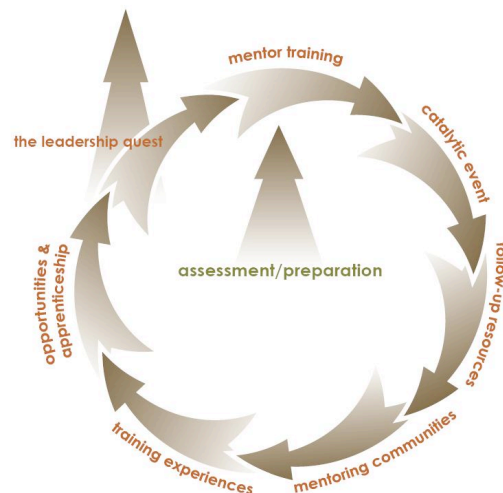 mentor training
catalytic event
follow-up resources
mentoring communities
training experiences
opportunities &
apprenticeship
the leadership quest
assessment/preparation